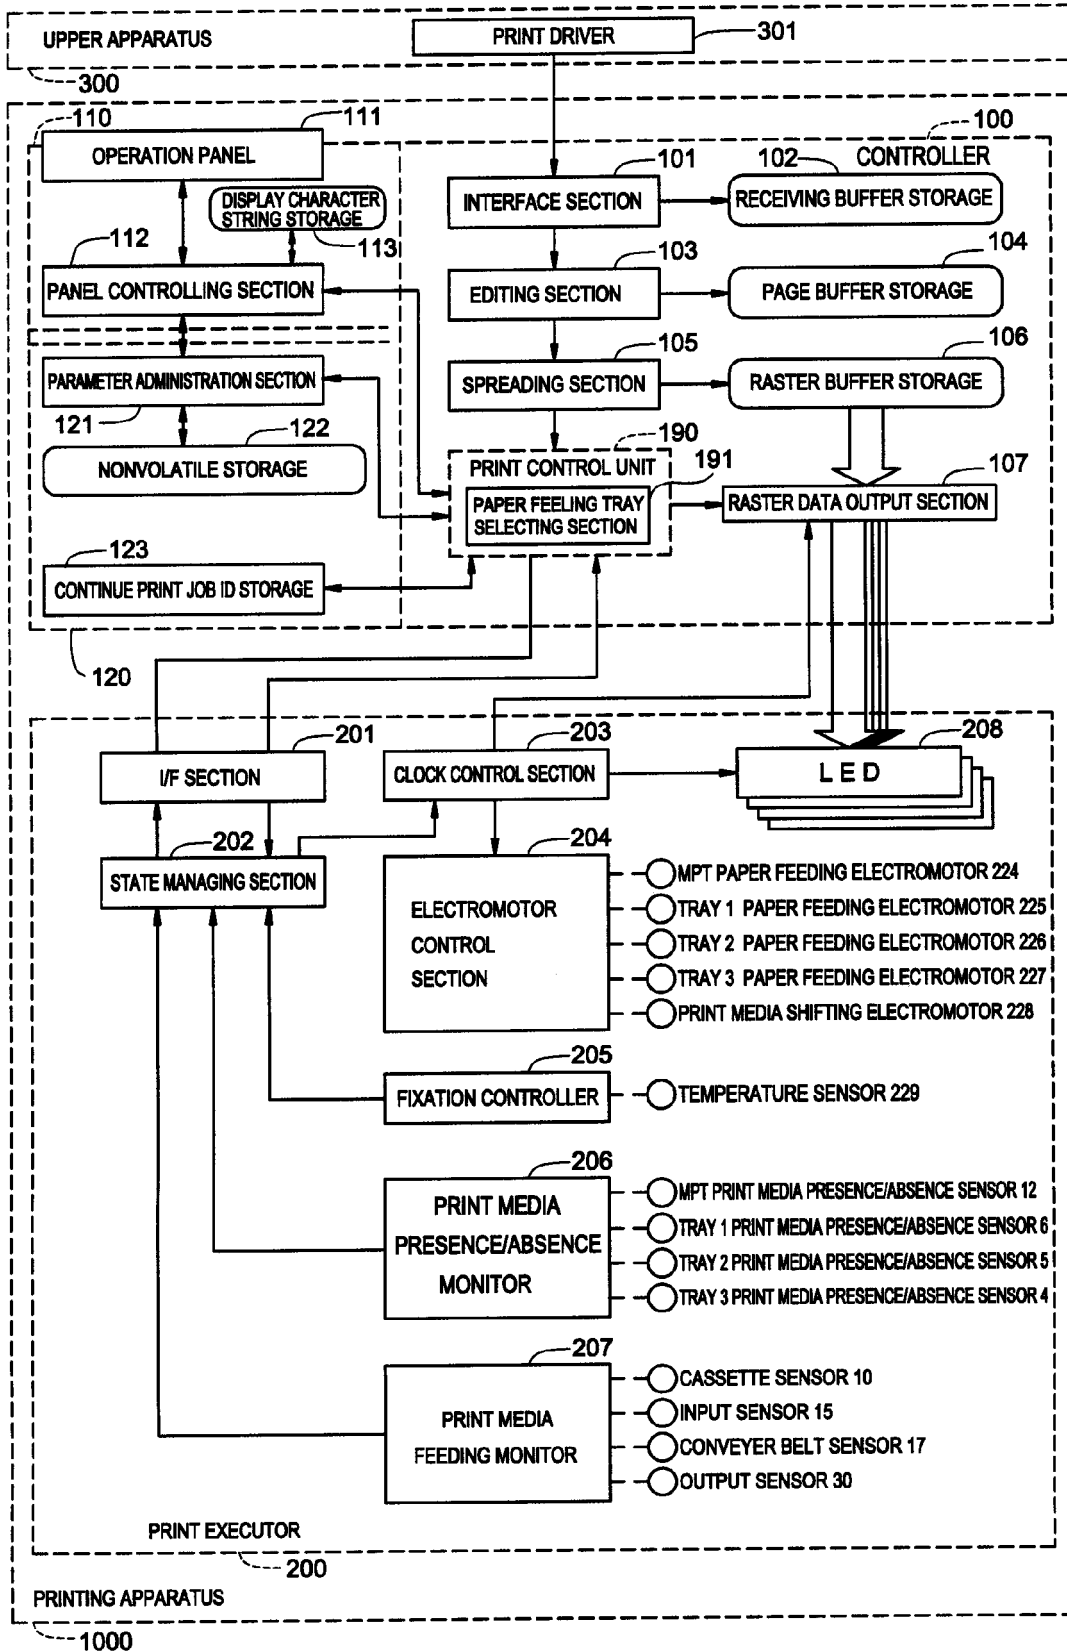 UPPER APPARATUS
PRINT DRIVER
301
300
110
111
100
OPERATION PANEL
CONTROLLER
101
102
DISPLAY CHARACTER
STRING STORAGE
INTERFACE SECTION
RECEIVING BUFFER STORAGE
112
113
103
104
PANEL CONTROLLING SECTION
EDITING SECTION
PAGE BUFFER STORAGE
105
106
PARAMETER ADMINISTRATION SECTION
SPREADING SECTION
RASTER BUFFER STORAGE
121
122
190
NONVOLATILE STORAGE
PRINT CONTROL UNIT
191
107
PAPER FEELING TRAY
SELECTING SECTION
RASTER DATA OUTPUT SECTION
123
CONTINUE PRINT JOB ID STORAGE
120
201
203
208
I/F SECTION
CLOCK CONTROL SECTION
LED
202
204
STATE MANAGING SECTION
ELECTROMOTOR
CONTROL
SECTION
MPT PAPER FEEDING ELECTROMOTOR 224
TRAY 1 PAPER FEEDING ELECTROMOTOR 225
TRAY 2 PAPER FEEDING ELECTROMOTOR 226
TRAY 3 PAPER FEEDING ELECTROMOTOR 227
PRINT MEDIA SHIFTING ELECTROMOTOR 228
205
FIXATION CONTROLLER
TEMPERATURE SENSOR 229
206
PRINT MEDIA
PRESENCE/ABSENCE
MONITOR
MPT PRINT MEDIA PRESENCE/ABSENCE SENSOR 12
TRAY 1 PRINT MEDIA PRESENCE/ABSENCE SENSOR 6
TRAY 2 PRINT MEDIA PRESENCE/ABSENCE SENSOR 5
TRAY 3 PRINT MEDIA PRESENCE/ABSENCE SENSOR 4
207
PRINT MEDIA
FEEDING MONITOR
CASSETTE SENSOR 10
INPUT SENSOR 15
CONVEYER BELT SENSOR 17
OUTPUT SENSOR 30
PRINT EXECUTOR
200
PRINTING APPARATUS
1000